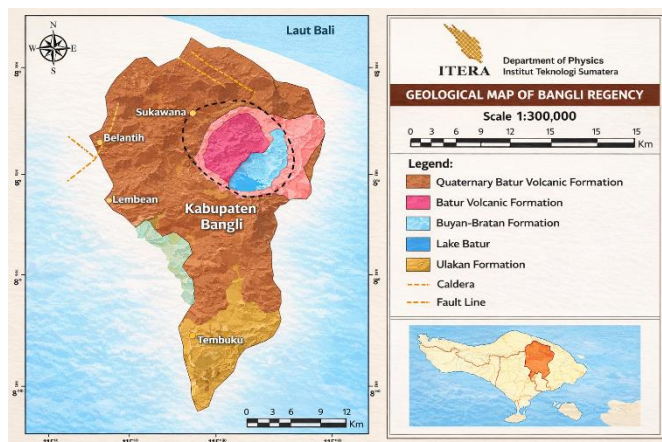 Laut Bali
N
W
E
S
Sukawana
Belantih
Lembean
Kabupaten
Bangli
Tembuku
0 3 6 9 12
Km
ITERA
Department of Physics
Institut Teknologi Sumatera
GEOLOGICAL MAP OF BANGLI REGENCY
Scale 1:300,000
0 3 6 9 12 15 15
Km
Legend:
Quaternary Batur Volcanic Formation
Batur Volcanic Formation
Buyan-Bratan Formation
Lake Batur
Ulakan Formation
Caldera
Fault Line